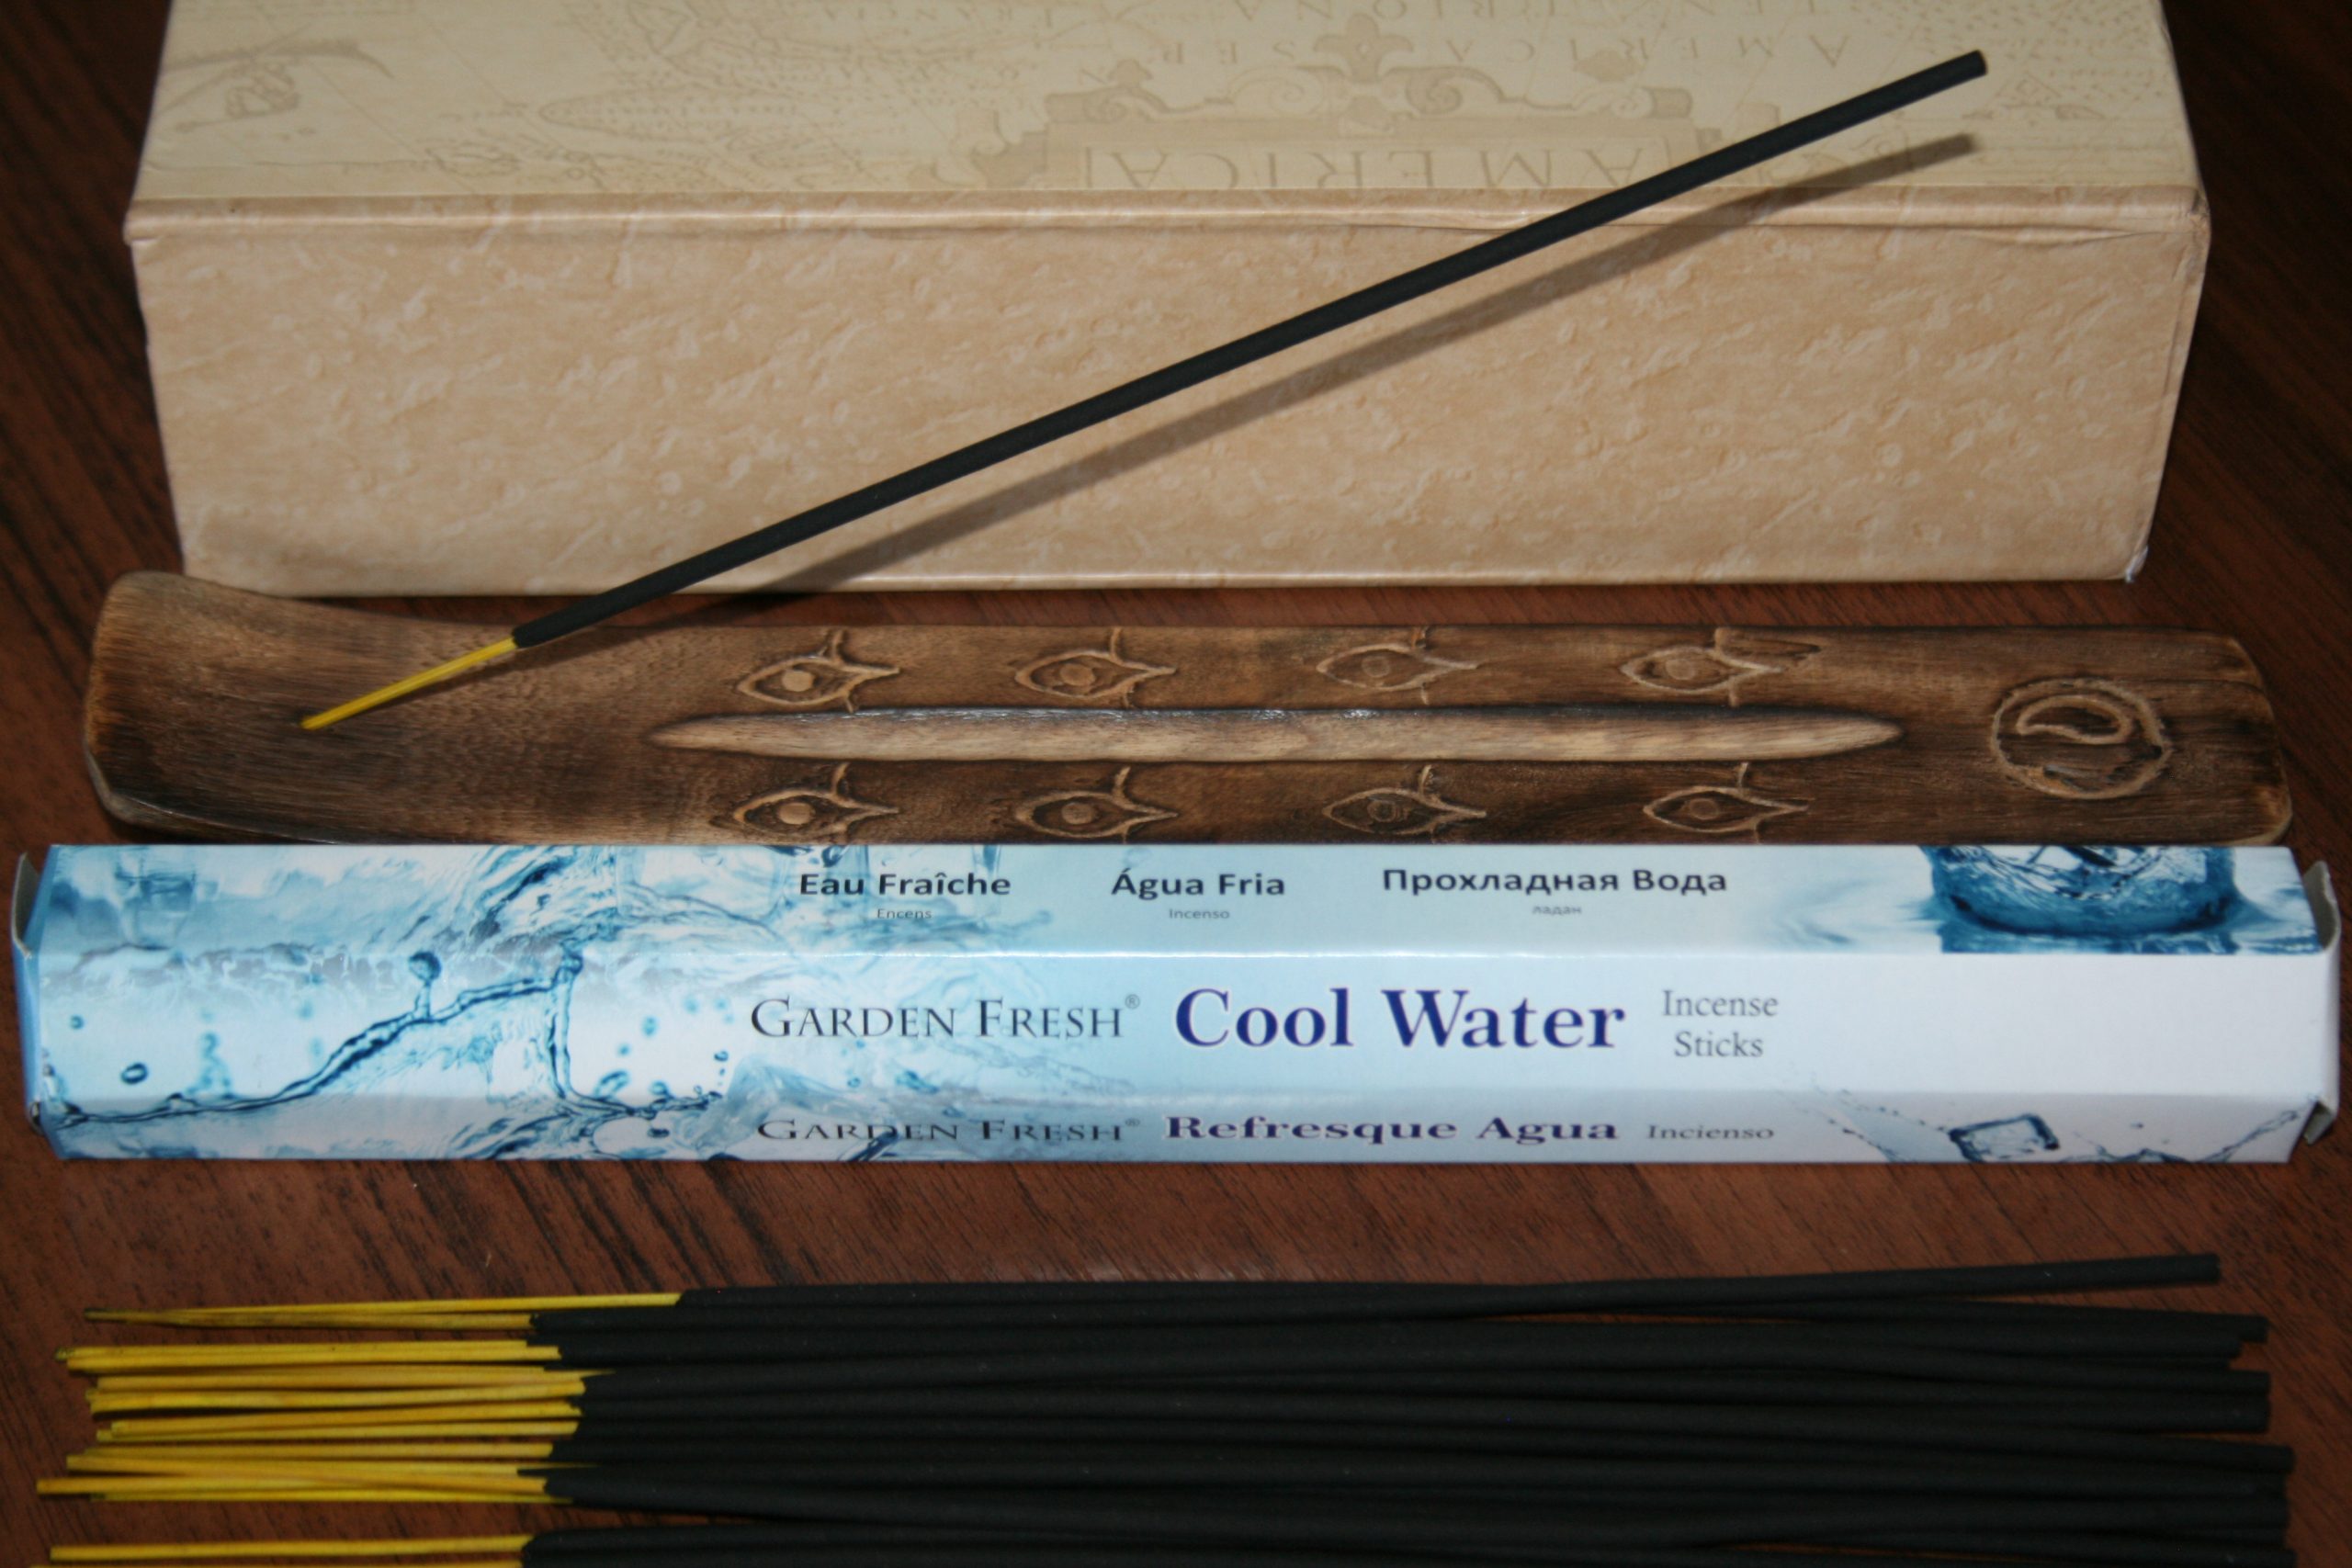 AMERICA
Eau Fraîche
Encens
Água Fria
Incenso
Прохладная Вода
ладан
GARDEN FRESH® Cool Water Incense
Sticks
GARDEN FRESH® Refresque Agua Incienso